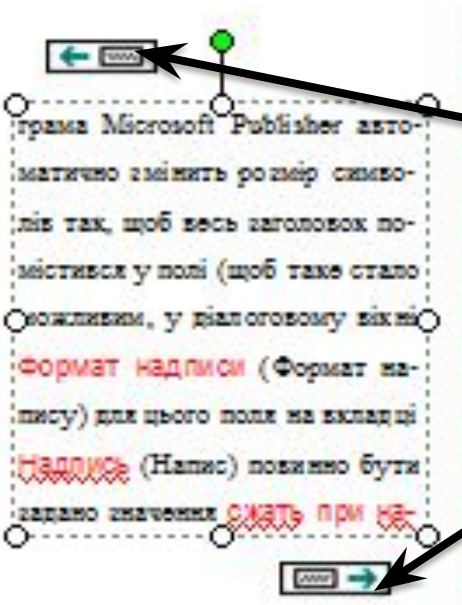 грама Microsoft Publisher авто-
матично змінить розмір симво-
лів так, щоб весь заголовок по-
містився у полі (щоб таке стало
можливим, у діалоговому вікні
Формат надписи (Формат на-
пису) для цього поля на вкладці
Надпись (Напис) повинно бути
задано значення сжать при на-